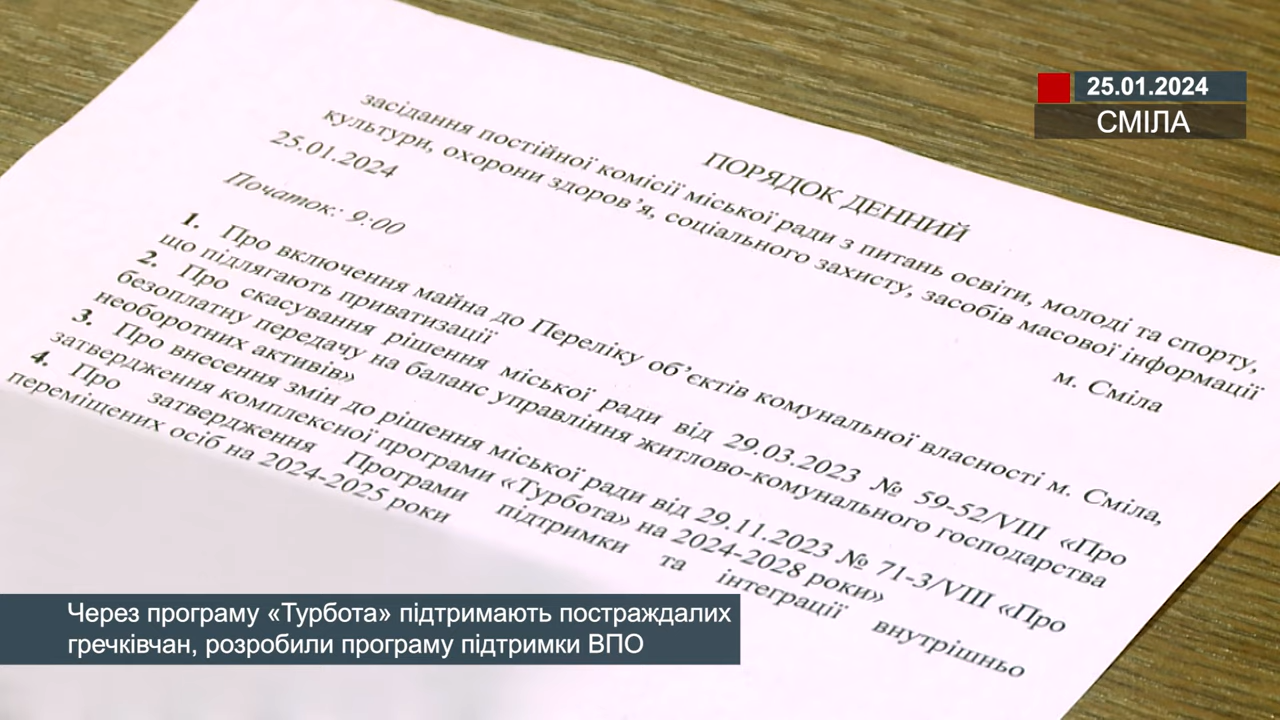 25.01.2024
СМІЛА
ПОРЯДОК ДЕННИЙ
засідання постійної комісії міської ради з питань освіти, молоді та спорту,
культури, охорони здоров’я, соціального захисту, засобів масової інформації
25.01.2024 м. Сміла
Початок: 9:00
1. Про включення майна до Переліку об’єктів комунальної власності м. Сміла,
що підлягають приватизації
2. Про скасування рішення міської ради від 29.03.2023 № 59-52/VIII «Про
безоплатну передачу на баланс управління житлово-комунального господарства
необоротних активів»
3. Про внесення змін до рішення міської ради від 29.11.2023 № 71-3/VIII «Про
затвердження комплексної програми «Турбота» на 2024-2028 роки»
4. Про затвердження Програми підтримки та інтеграції внутрішньо
переміщених осіб на 2024-2025 роки
Через програму «Турбота» підтримають постраждалих
гречківчан, розробили програму підтримки ВПО